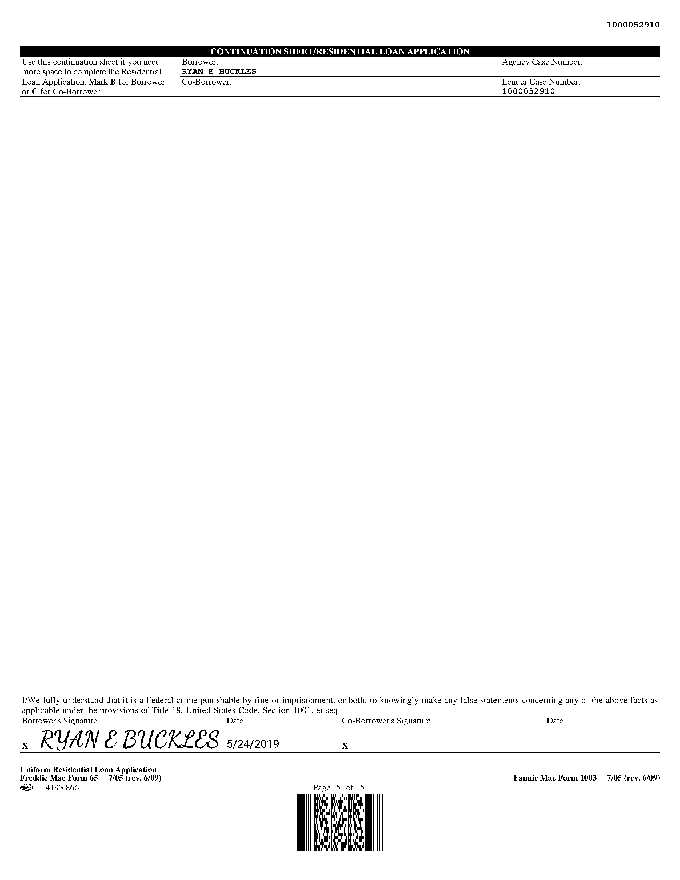 1000052910
CONTINUATION SHEET/RESIDENTIAL LOAN APPLICATION
Use this continuation sheet if you need
more space to complete the Residential
Loan Application. Mark B for Borrower
or C for Co-Borrower.
Borrower:
RYAN E BUCKLES
Co-Borrower:
Agency Case Number:
Lender Case Number:
1000052910
I/We fully understand that it is a Federal crime punishable by fine or imprisonment, or both, to knowingly make any false statements concerning any of the above facts as
applicable under the provisions of Title 18, United States Code, Section 1001, et seq.
Borrower's Signature Date Co-Borrower's Signature Date
X RYAN E BUCKLES 5/24/2019 X
Uniform Residential Loan Application
Freddie Mac Form 65 7/05 (rev. 6/09) Fannie Mae Form 1003 7/05 (rev. 6/09)
Page 5 of 5